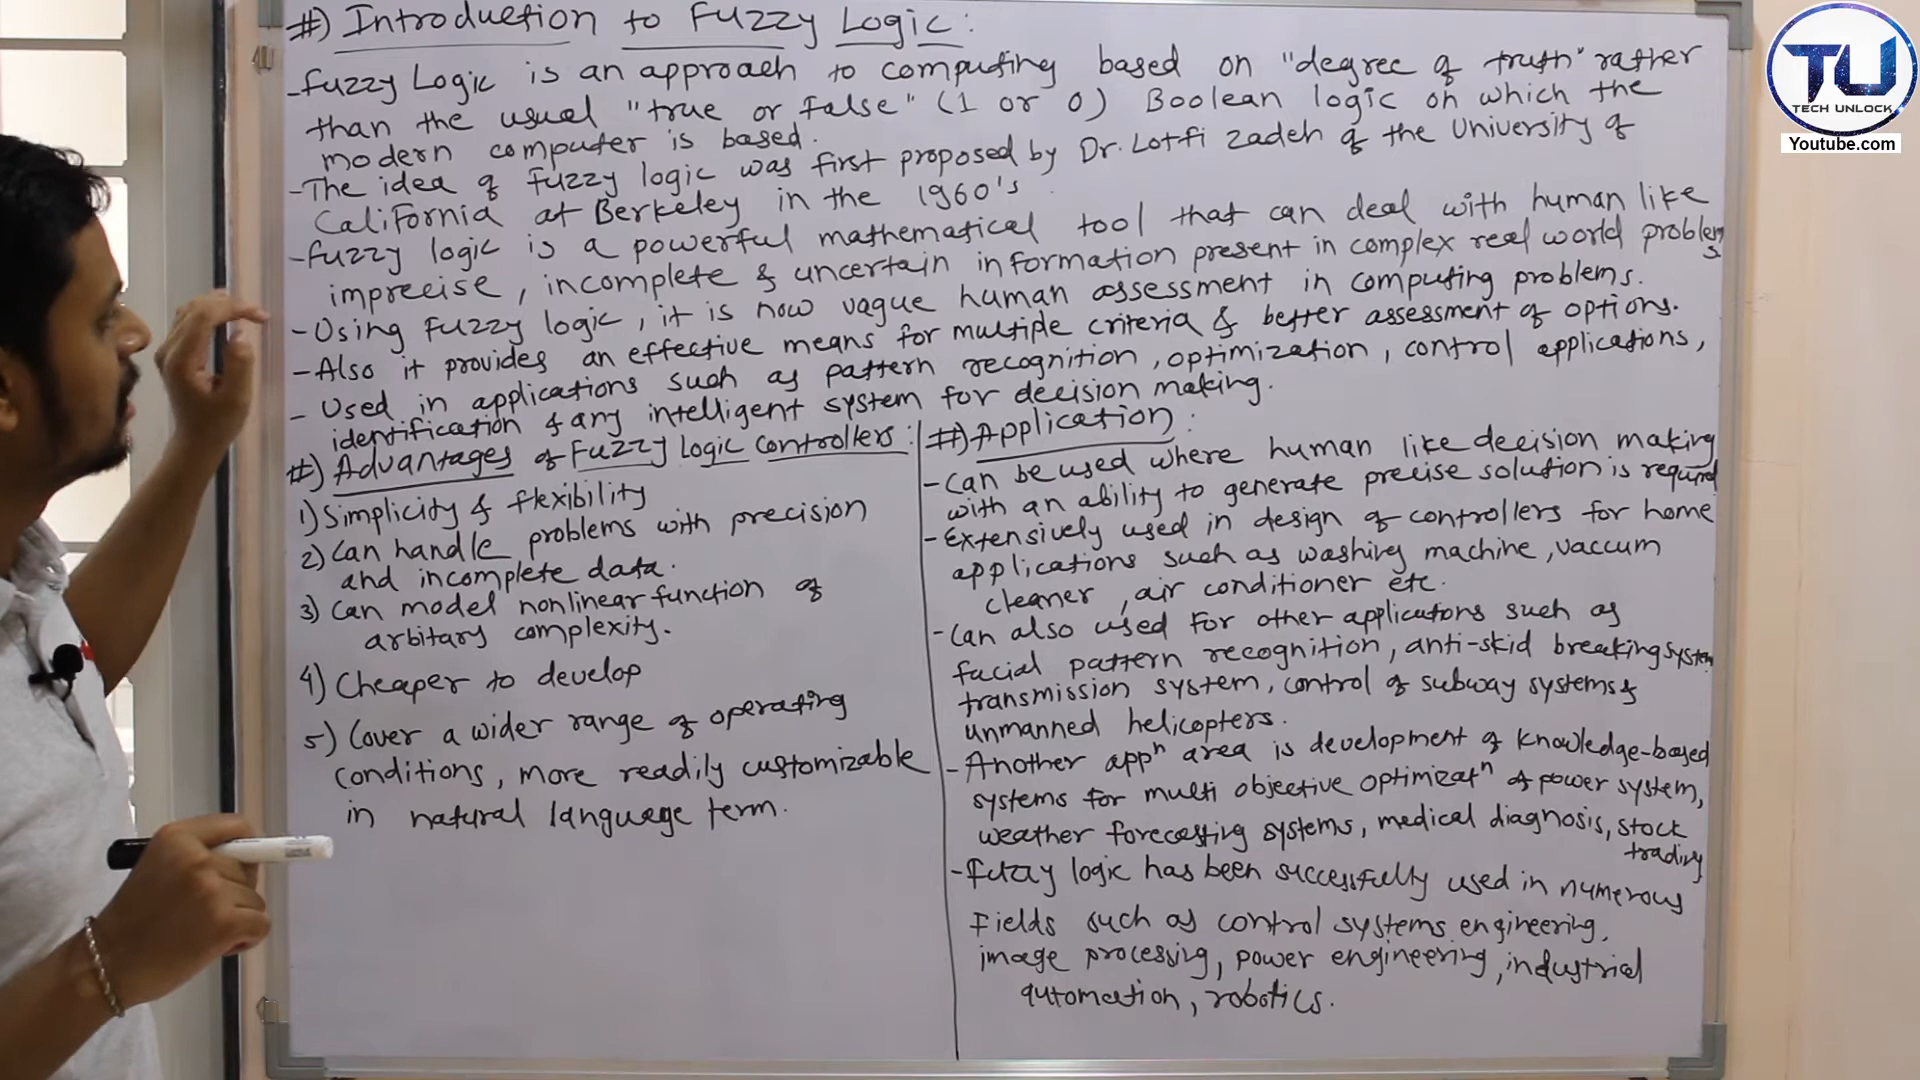 #) Introduction to Fuzzy Logic:
- Fuzzy Logic is an approach to computing based on "degree of truth" rather
than the usual "true or false" (1 or 0) Boolean logic on which the
modern computer is based.
- The idea of fuzzy logic was first proposed by Dr. Lotfi Zadeh of the University of
California at Berkeley in the 1960's.
- Fuzzy logic is a powerful mathematical tool that can deal with human like
imprecise, incomplete & uncertain information present in complex real world problems
- Using fuzzy logic, it is now vague human assessment in computing problems.
- Also it provides an effective means for multiple criteria & better assessment of options.
- Used in applications such as pattern recognition, optimization, control applications,
identification & any intelligent system for decision making.
#) Advantages of Fuzzy Logic Controllers:
1) Simplicity & flexibility
2) Can handle problems with precision
and incomplete data.
3) Can model nonlinear function of
arbitary complexity.
4) Cheaper to develop
5) Cover a wider range of operating
conditions, more readily customizable
in natural language term.
#) Application:
- Can be used where human like decision making
with an ability to generate precise solution is required
- Extensively used in design of controllers for home
applications such as washing machine, vaccum
cleaner, air conditioner etc.
- Can also used for other applications such as
facial pattern recognition, anti-skid breaking system
transmission system, control of subway systems &
unmanned helicopters.
- Another appⁿ area is development of knowledge-based
systems for multi objective optimizatⁿ of power system,
weather forecasting systems, medical diagnosis, stock
trading
- Fuzzy logic has been successfully used in numerous
fields such as control systems engineering,
image processing, power engineering, industrial
automation, robotics.
TU
TECH UNLOCK
Youtube.com